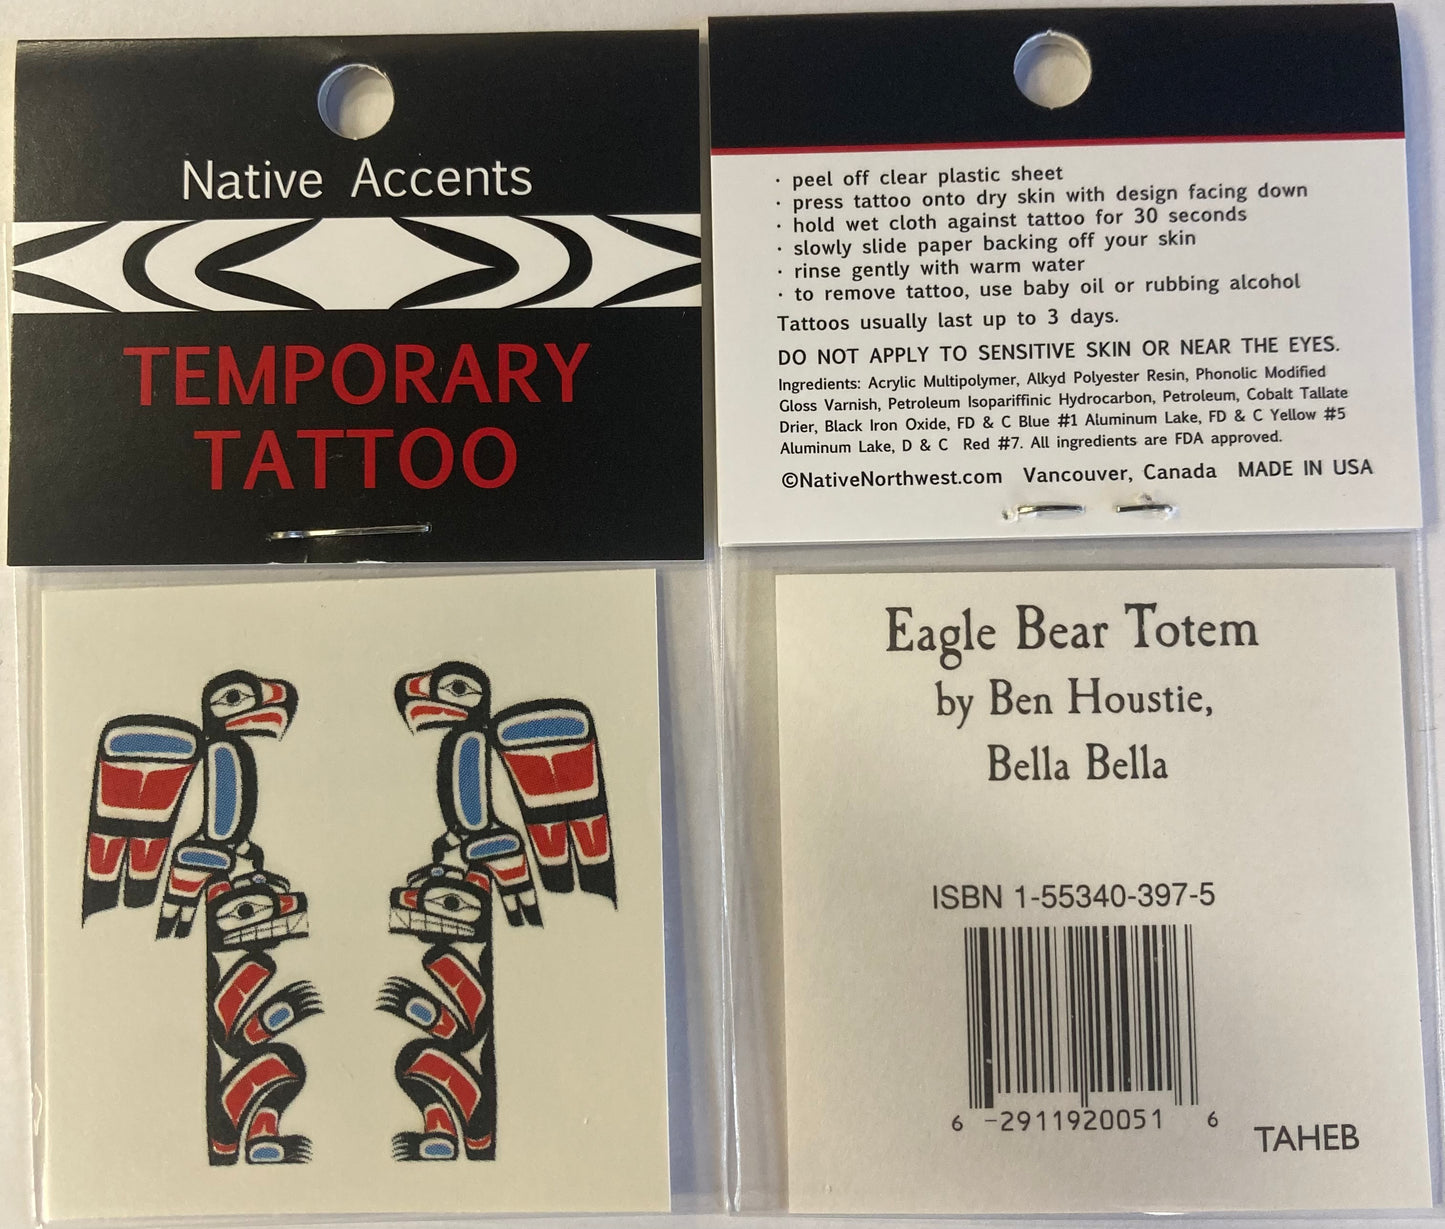 Native Accents
TEMPORARY
TATTOO
· peel off clear plastic sheet
· press tattoo onto dry skin with design facing down
· hold wet cloth against tattoo for 30 seconds
· slowly slide paper backing off your skin
· rinse gently with warm water
· to remove tattoo, use baby oil or rubbing alcohol
Tattoos usually last up to 3 days.
DO NOT APPLY TO SENSITIVE SKIN OR NEAR THE EYES.
Ingredients: Acrylic Multipolymer, Alkyd Polyester Resin, Phonolic Modified
Gloss Varnish, Petroleum Isopariffinic Hydrocarbon, Petroleum, Cobalt Tallate
Drier, Black Iron Oxide, FD & C Blue #1 Aluminum Lake, FD & C Yellow #5
Aluminum Lake, D & C Red #7. All ingredients are FDA approved.
©NativeNorthwest.com Vancouver, Canada MADE IN USA
Eagle Bear Totem
by Ben Houstie,
Bella Bella
ISBN 1-55340-397-5
6 -2911920051 6
TAHEB